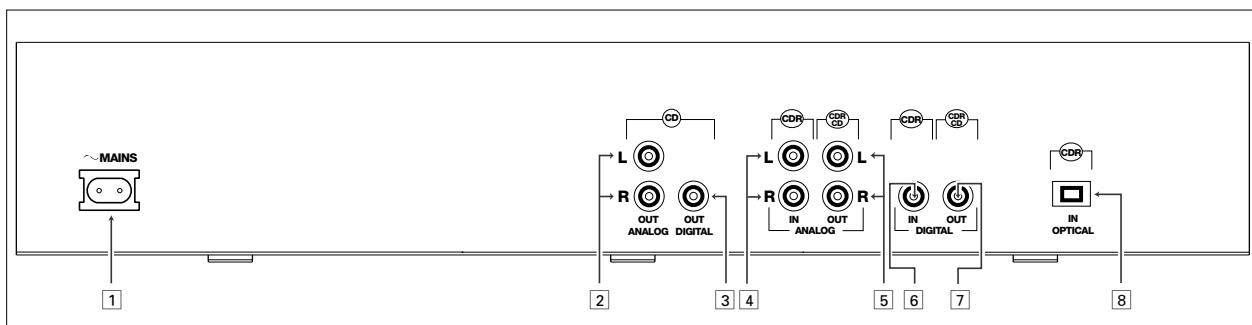 CD
CDR
CDR CD
CDR
CDR CD
CDR
～MAINS
L
L
L
R
R
R
OUT ANALOG
OUT DIGITAL
IN
OUT
ANALOG
IN
OUT
DIGITAL
IN OPTICAL
1
2
3
4
5
6
7
8